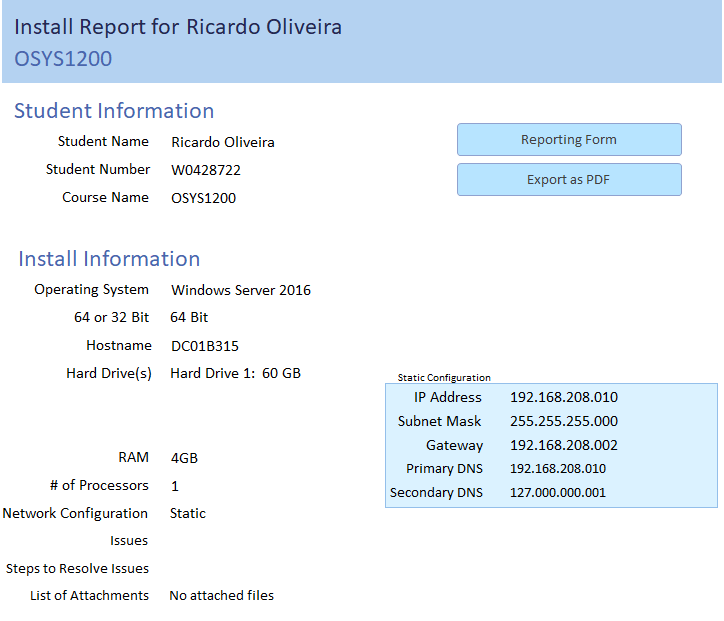 Install Report for Ricardo Oliveira
OSYS1200
Student Information
Student Name Ricardo Oliveira
Student Number W0428722
Course Name OSYS1200
Reporting Form
Export as PDF
Install Information
Operating System Windows Server 2016
64 or 32 Bit 64 Bit
Hostname DC01B315
Hard Drive(s) Hard Drive 1: 60 GB
Static Configuration
IP Address 192.168.208.010
Subnet Mask 255.255.255.000
Gateway 192.168.208.002
Primary DNS 192.168.208.010
Secondary DNS 127.000.000.001
RAM 4GB
# of Processors 1
Network Configuration Static
Issues
Steps to Resolve Issues
List of Attachments No attached files